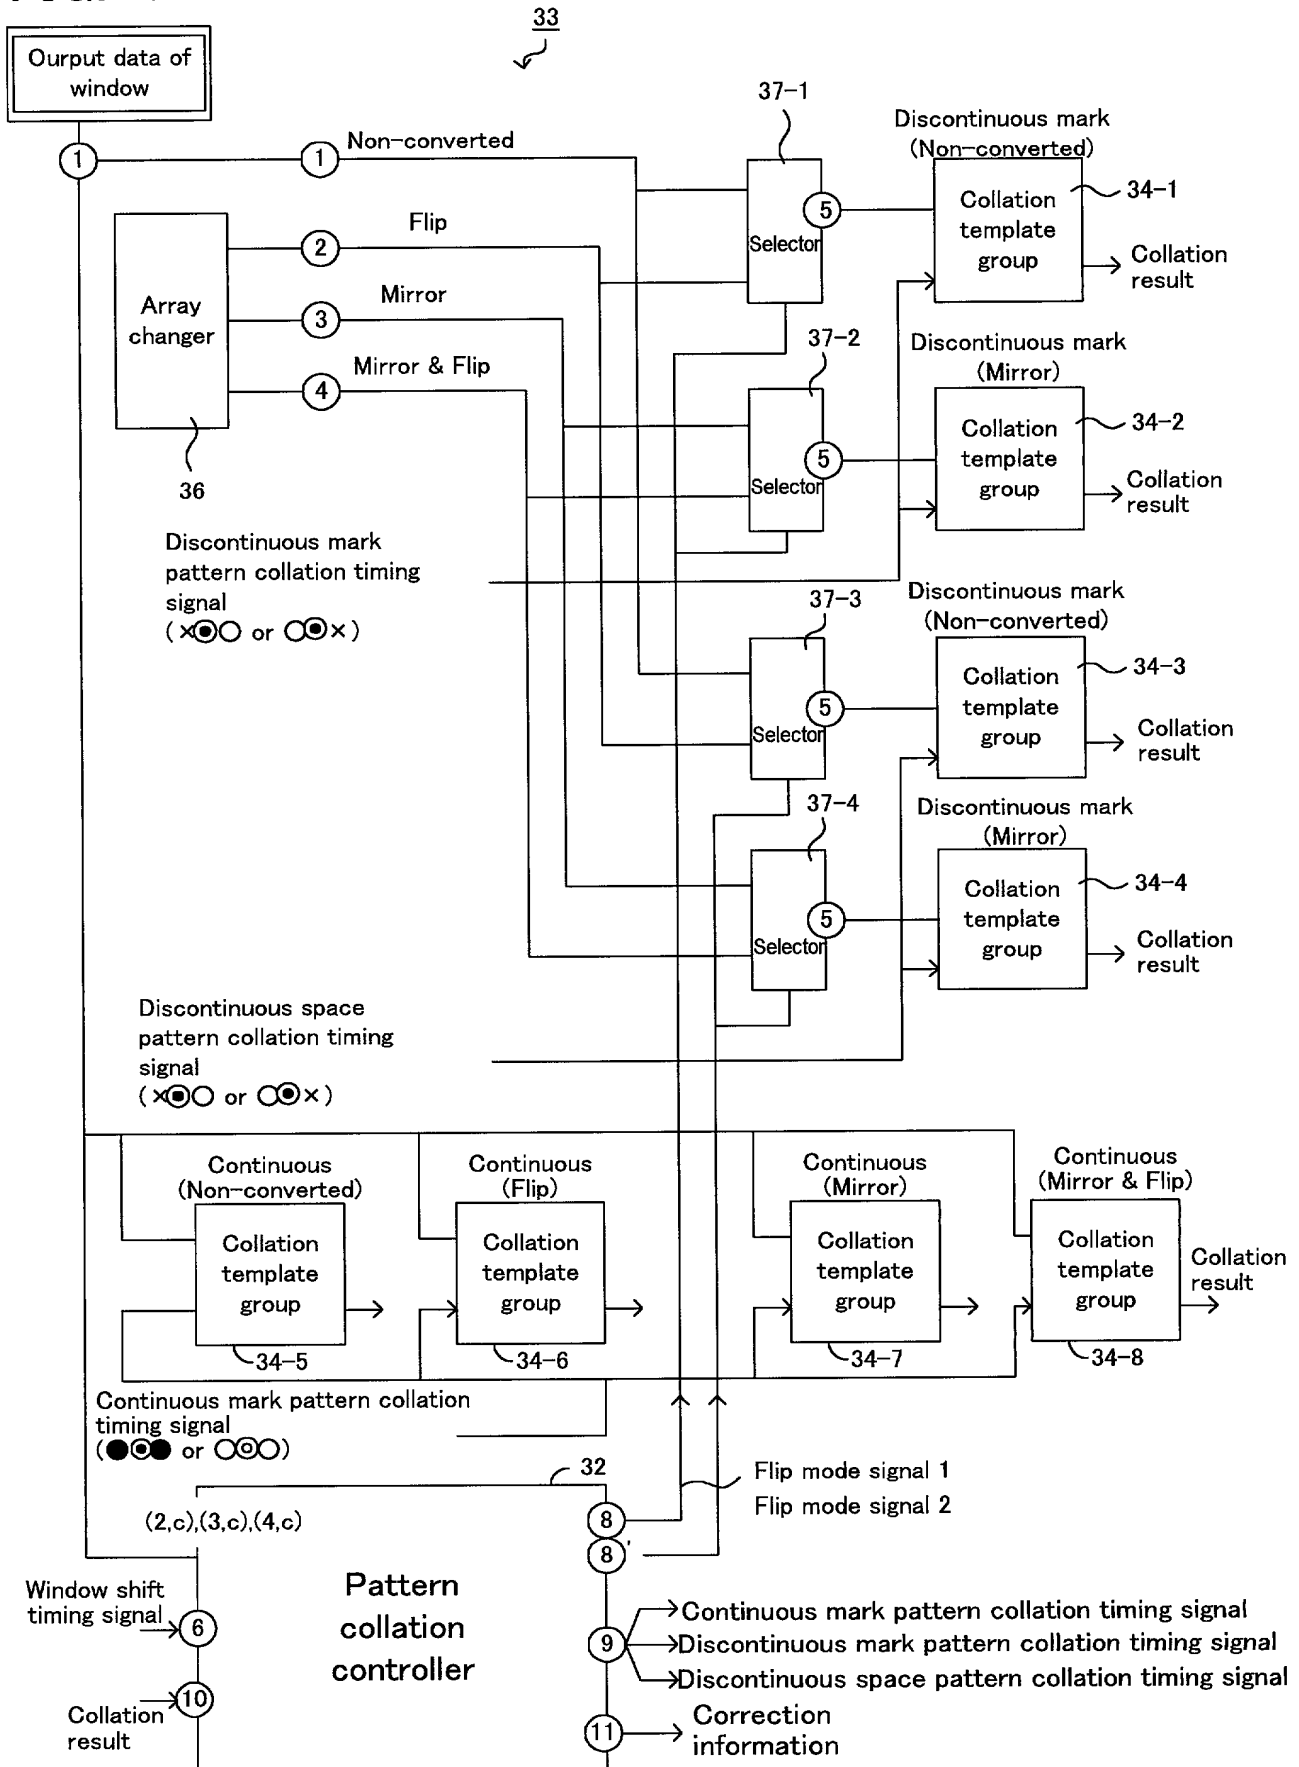 33
Ourput data of
window
37-1
Discontinuous mark
(Non-converted)
1
1
Non-converted
34-1
5
Collation
template
group
Selector
Collation
result
Flip
2
Array
changer
Mirror
3
37-2
Discontinuous mark
(Mirror)
Mirror & Flip
4
34-2
5
Collation
template
group
Selector
Collation
result
36
Discontinuous mark
pattern collation timing
signal
(×◉○ or ○◉×)
37-3
Discontinuous mark
(Non-converted)
34-3
5
Collation
template
group
Selector
Collation
result
37-4
Discontinuous mark
(Mirror)
34-4
5
Collation
template
group
Selector
Collation
result
Discontinuous space
pattern collation timing
signal
(×◉○ or ○◉×)
Continuous
(Non-converted)
Collation
template
group
34-5
Continuous
(Flip)
Collation
template
group
34-6
Continuous
(Mirror)
Collation
template
group
34-7
Continuous
(Mirror & Flip)
Collation
template
group
34-8
Collation
result
Continuous mark pattern collation
timing signal
(●◉● or ○◎○)
32
Flip mode signal 1
Flip mode signal 2
(2,c),(3,c),(4,c)
8
8'
Pattern
collation
controller
Window shift
timing signal
6
9
Continuous mark pattern collation timing signal
Discontinuous mark pattern collation timing signal
Discontinuous space pattern collation timing signal
10
Collation
result
11
Correction
information